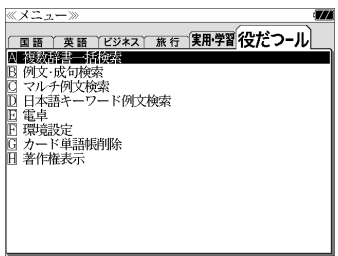 ≪メニュー≫
国語 英語 ビジネス 旅行 実用・学習 役だつール
A 複数辞書一括検索
B 例文・成句検索
C マルチ例文検索
D 日本語キーワード例文検索
E 電卓
F 環境設定
G カード単語帳削除
H 著作権表示